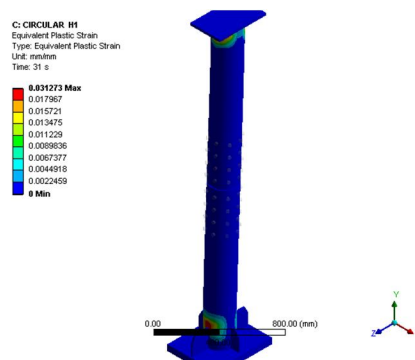 C: CIRCULAR H1
Equivalent Plastic Strain
Type: Equivalent Plastic Strain
Unit: mm/mm
Time: 31 s
0.031273 Max
0.017967
0.015721
0.013475
0.011229
0.0089836
0.0067377
0.0044918
0.0022459
0 Min
0.00
800.00 (mm)
Y
Z